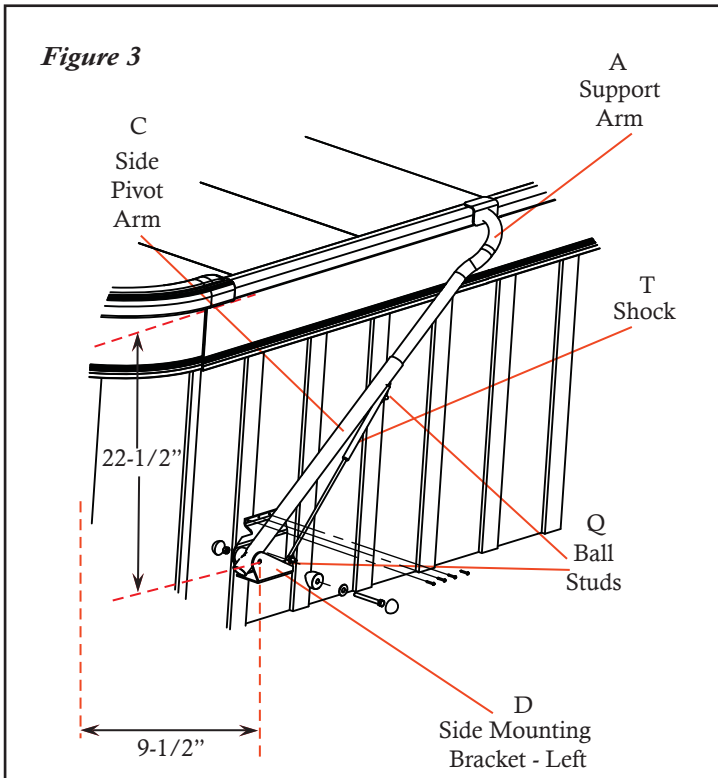 Figure 3
A
Support
Arm
C
Side
Pivot
Arm
T
Shock
22-1/2”
Q
Ball
Studs
D
Side Mounting
Bracket - Left
9-1/2”